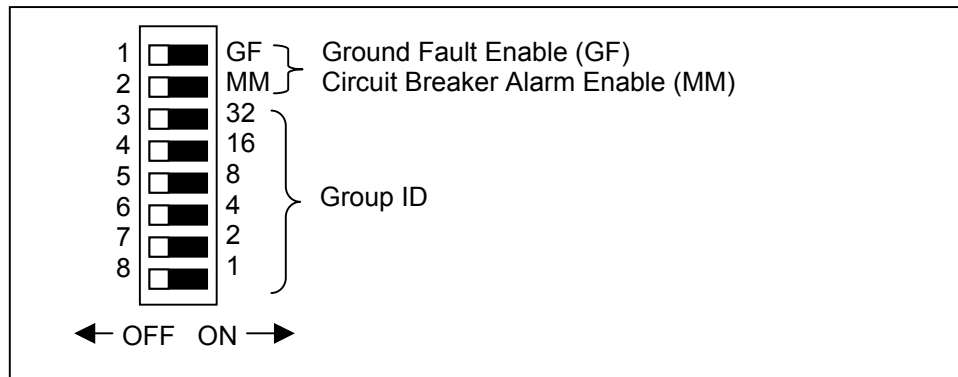 1 GF Ground Fault Enable (GF)
2 MM Circuit Breaker Alarm Enable (MM)
3 32
4 16
5 8
6 4
7 2
8 1
Group ID
OFF ON